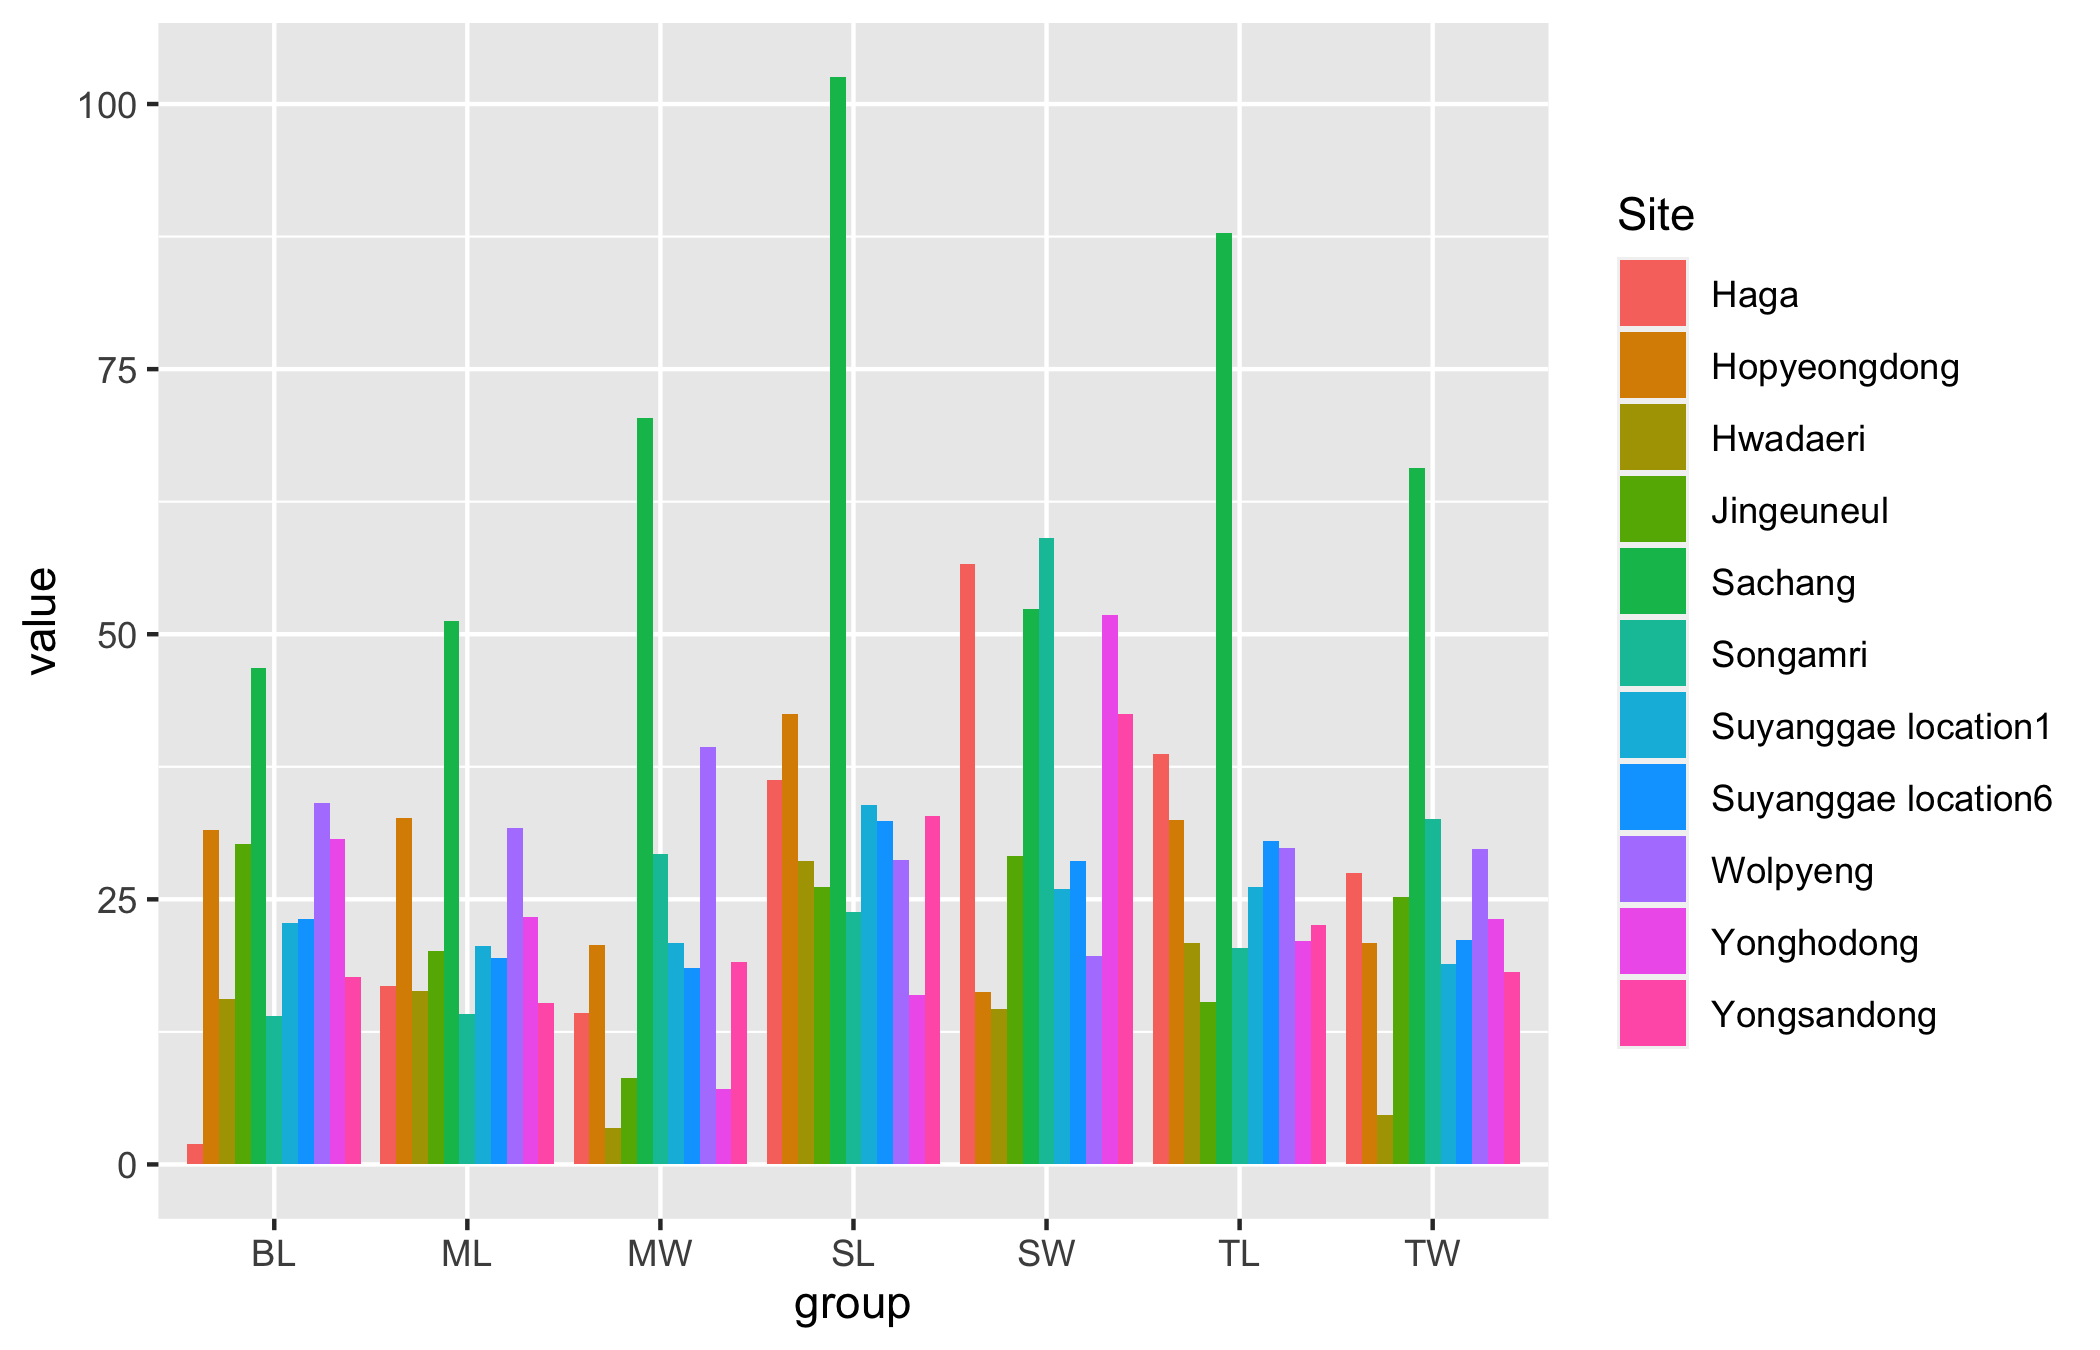 value
100
75
50
25
0
BL ML MW SL SW TL TW
group
Site
Haga
Hopyeongdong
Hwadaeri
Jingeuneul
Sachang
Songamri
Suyanggae location1
Suyanggae location6
Wolpyeng
Yonghodong
Yongsandong